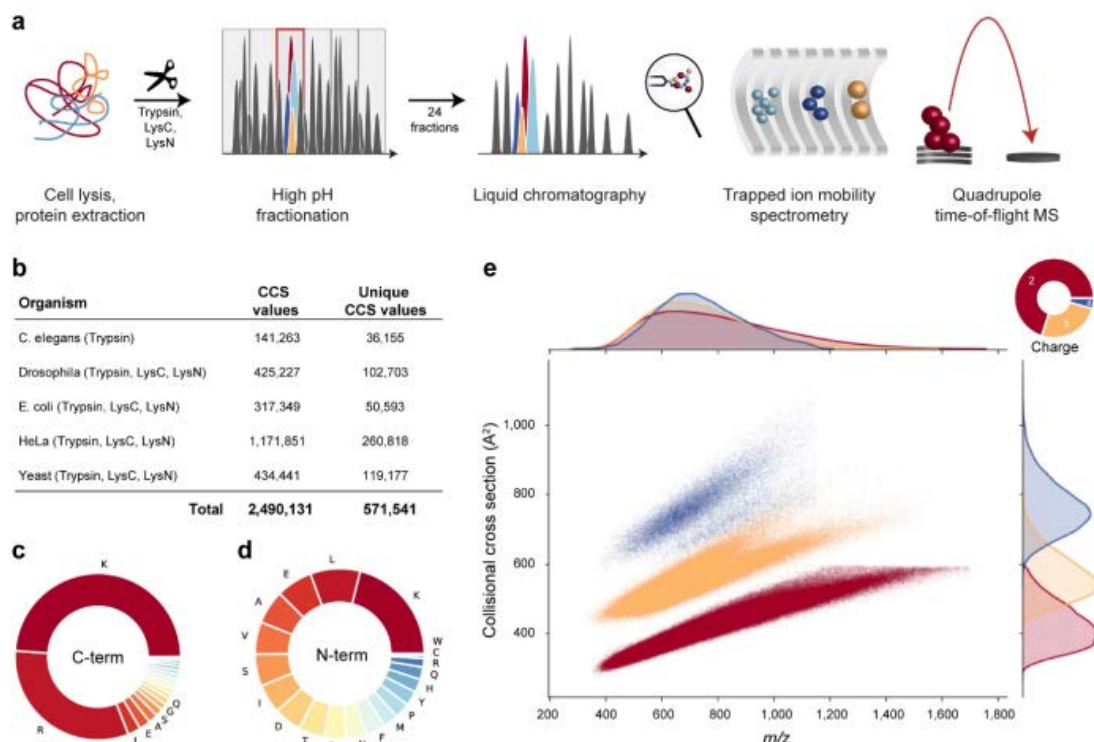 a
Trypsin,
LysC,
LysN
24
fractions
Cell lysis,
protein extraction
High pH
fractionation
Liquid chromatography
Trapped ion mobility
spectrometry
Quadrupole
time-of-flight MS
b
Organism CCS values Unique CCS values
C. elegans (Trypsin) 141,263 36,155
Drosophila (Trypsin, LysC, LysN) 425,227 102,703
E. coli (Trypsin, LysC, LysN) 317,349 50,593
HeLa (Trypsin, LysC, LysN) 1,171,851 260,818
Yeast (Trypsin, LysC, LysN) 434,441 119,177
Total 2,490,131 571,541
c
K
C-term
R
E
A
S
G
Q
d
L
K
E
A
V
S
I
D
T
F
M
P
Y
H
Q
R
C
W
N-term
e
2
3
4
Charge
Collisional cross section (A²)
1,000
800
600
400
200 400 600 800 1,000 1,200 1,400 1,600 1,800
m/z